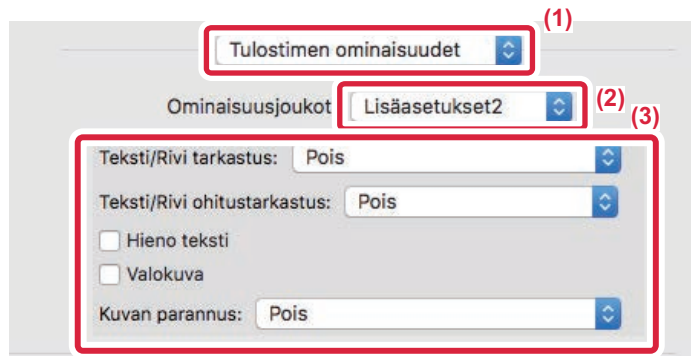 (1)
Tulostimen ominaisuudet
Ominaisuusjoukot Lisäasetukset2 (2)
(3)
Teksti/Rivi tarkastus: Pois
Teksti/Rivi ohitustarkastus: Pois
Hieno teksti
Valokuva
Kuvan parannus: Pois